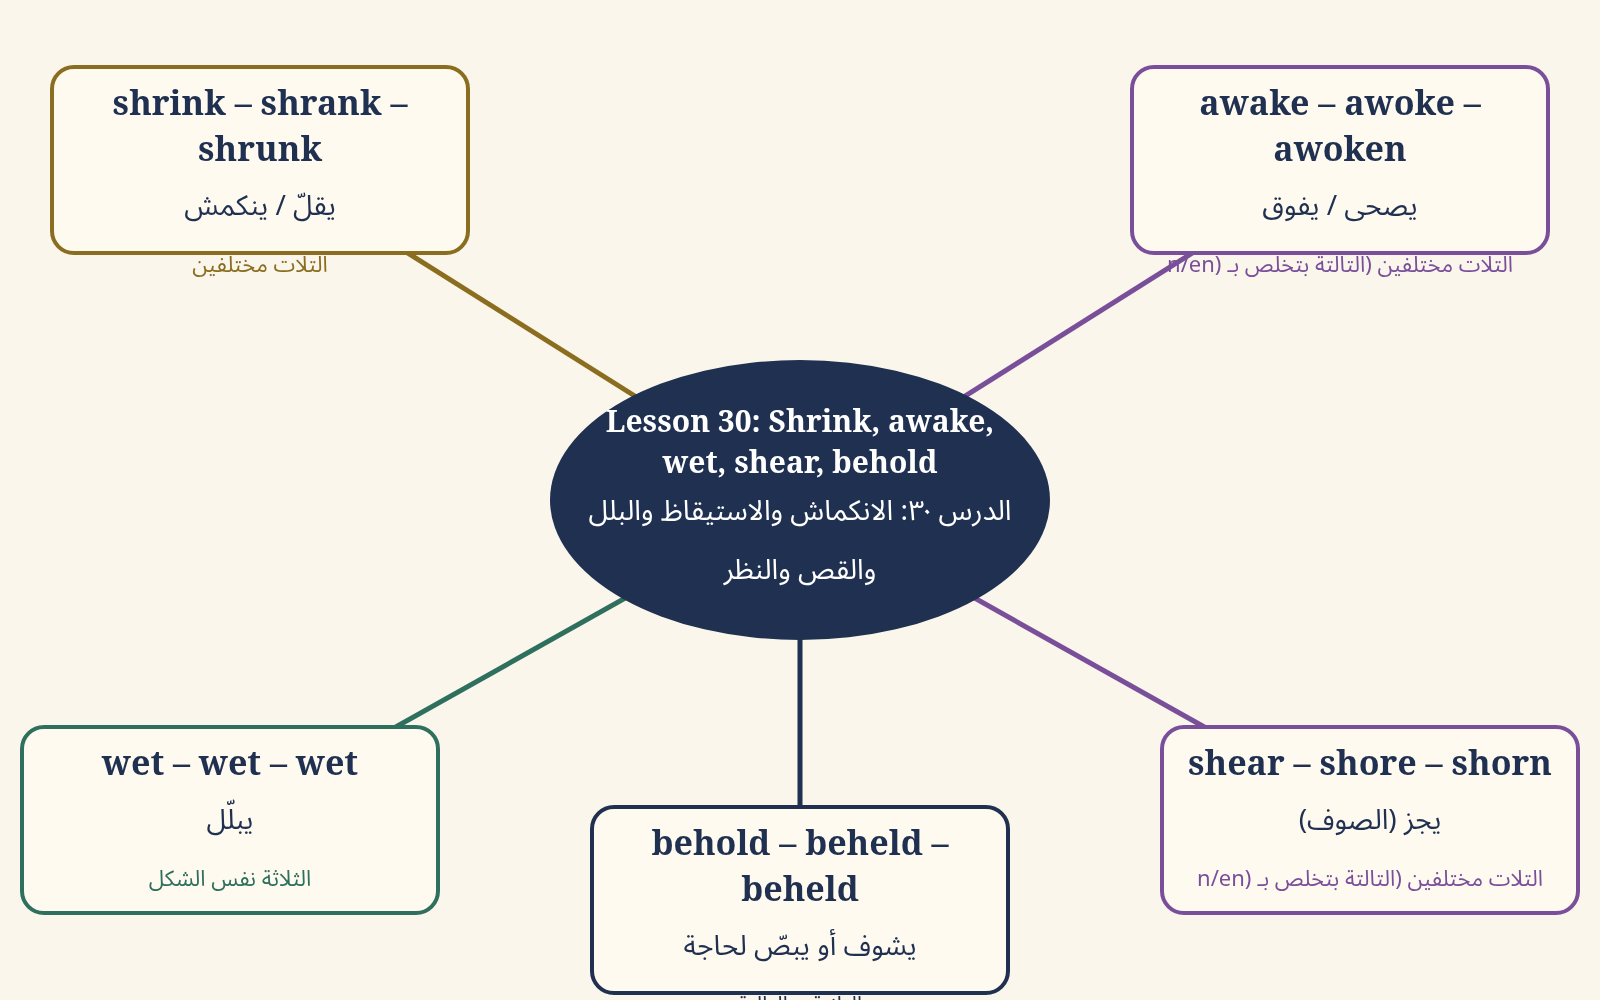 shrink – shrank –
shrunk
يقلّ / ينكمش
التلات مختلفين
awake – awoke –
awoken
يصحى / يفوق
التلات مختلفين (التالتة بتخلص بـ n/en)
Lesson 30: Shrink, awake,
wet, shear, behold
الدرس ٣٠: الانكماش والاستيقاظ والبلل
والقص والنظر
wet – wet – wet
يبلّل
الثلاثة نفس الشكل
shear – shore – shorn
يجز (الصوف)
التلات مختلفين (التالتة بتخلص بـ n/en)
behold – beheld –
beheld
يشوف أو يبصّ لحاجة